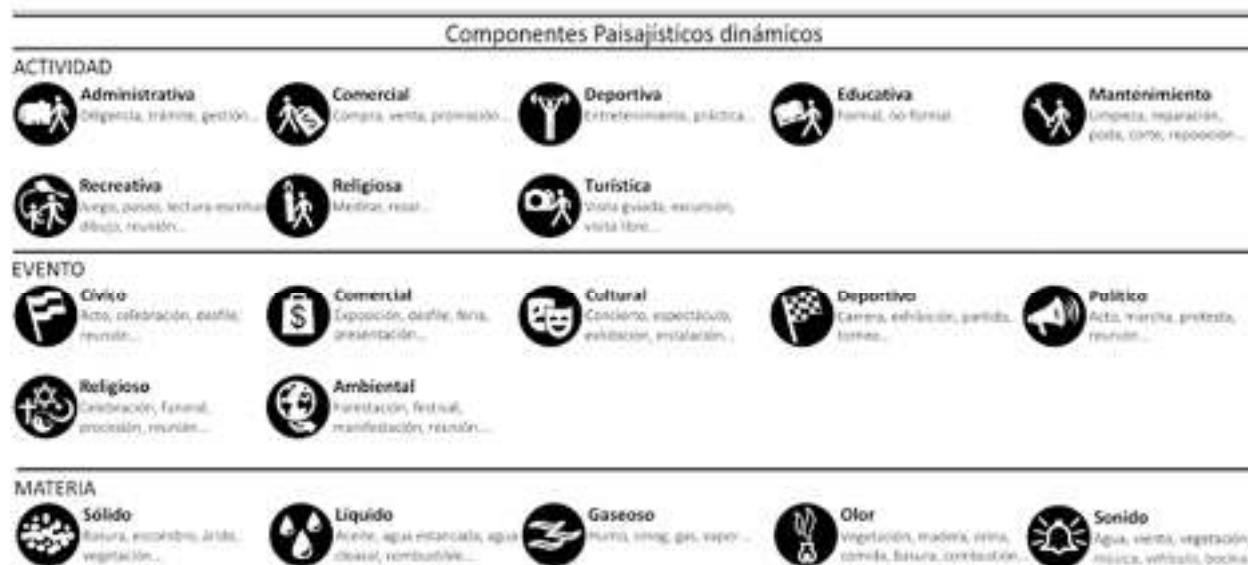 Componentes Paisajísticos dinámicos
ACTIVIDAD
Administrativa
Diligencia, trámite, gestión...
Comercial
Compra, venta, promoción...
Deportiva
Entretenimiento, práctica...
Educativa
Formal, no formal.
Mantenimiento
Limpieza, reparación,
poda, corte, reposición...
Recreativa
Juego, paseo, lectura escritura
dibujo, reunión...
Religiosa
Meditar, rezar...
Turística
Visita guiada, excursión,
visita libre...
EVENTO
Cívico
Acto, celebración, desfile,
reunión...
Comercial
Exposición, desfile, feria,
presentación...
Cultural
Concierto, espectáculo,
exhibición, instalación...
Deportivo
Carrera, exhibición, partido,
torneo...
Político
Acto, marcha, protesta,
reunión...
Religioso
Celebración, funeral,
procesión, reunión...
Ambiental
Forestación, festival,
manifestación, reunión...
MATERIA
Sólido
Basura, escombro, árido,
vegetación...
Líquido
Aceite, agua estancada, agua
cloacal, combustible...
Gaseoso
Humo, smog, gas, vapor...
Olor
Vegetación, madera, orina,
comida, basura, combustión...
Sonido
Agua, viento, vegetación
música, vehículo, bocina